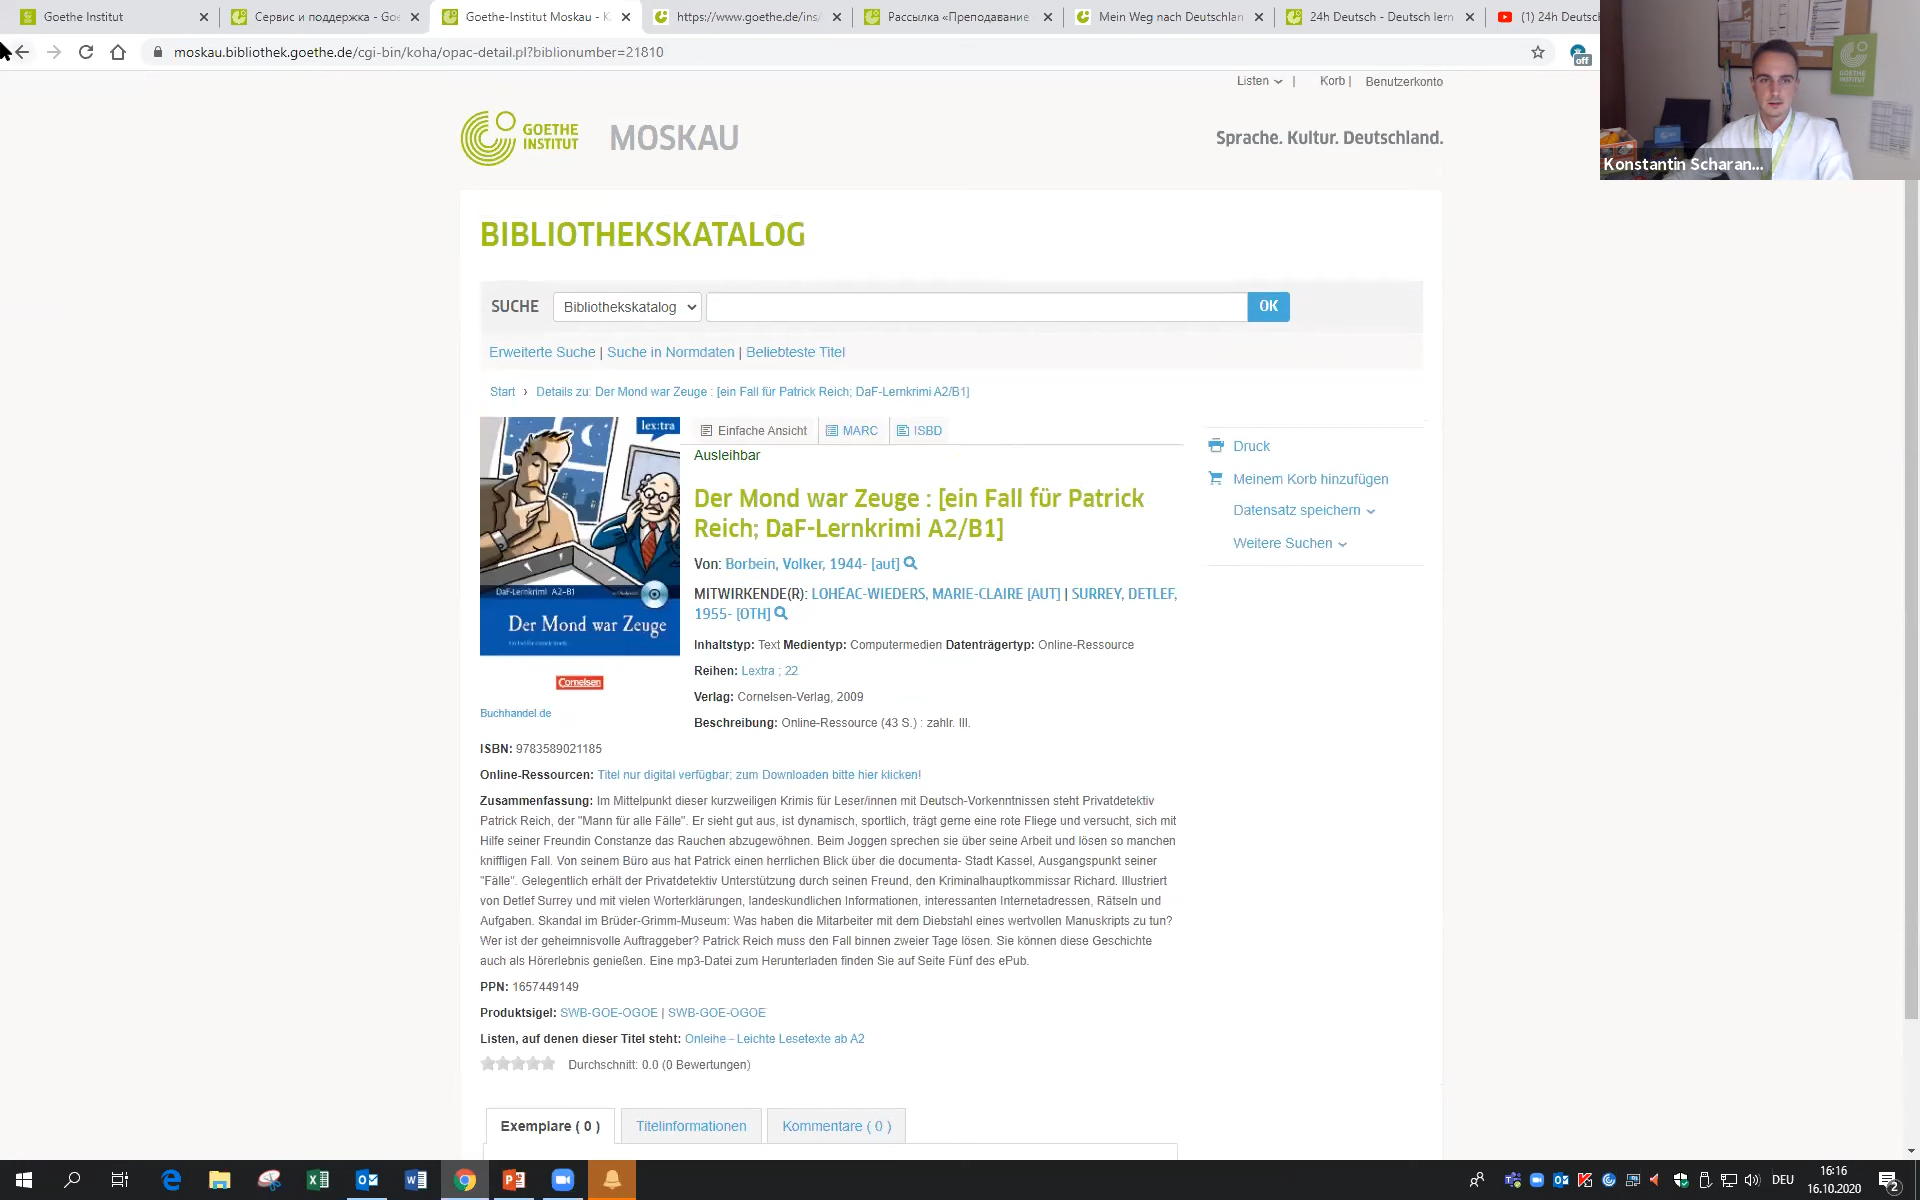 Goethe Institut
Сервис и поддержка - Goe
Goethe-Institut Moskau - K
https://www.goethe.de/ins/
Рассылка «Преподавание
Mein Weg nach Deutschlan
24h Deutsch - Deutsch lern
(1) 24h Deutsc
moskau.bibliothek.goethe.de/cgi-bin/koha/opac-detail.pl?biblionumber=21810
off
Listen | Korb | Benutzerkonto
GOETHE
INSTITUT
MOSKAU
Sprache. Kultur. Deutschland.
GOETHE
INSTITUT
Konstantin Scharan...
BIBLIOTHEKSKATALOG
SUCHE Bibliothekskatalog OK
Erweiterte Suche | Suche in Normdaten | Beliebteste Titel
Start › Details zu: Der Mond war Zeuge : [ein Fall für Patrick Reich; DaF-Lernkrimi A2/B1]
lex:tra
DaF-Lernkrimi A2-B1
Der Mond war Zeuge
Cornelsen
Buchhandel.de
Einfache Ansicht MARC ISBD
Ausleihbar
Der Mond war Zeuge : [ein Fall für Patrick
Reich; DaF-Lernkrimi A2/B1]
Von: Borbein, Volker, 1944- [aut]
MITWIRKENDE(R): LOHÉAC-WIEDERS, MARIE-CLAIRE [AUT] | SURREY, DETLEF,
1955- [OTH]
Inhaltstyp: Text Medientyp: Computermedien Datenträgertyp: Online-Ressource
Reihen: Lextra ; 22
Verlag: Cornelsen-Verlag, 2009
Beschreibung: Online-Ressource (43 S.) : zahlr. Ill.
Druck
Meinem Korb hinzufügen
Datensatz speichern
Weitere Suchen
ISBN: 9783589021185
Online-Ressourcen: Titel nur digital verfügbar; zum Downloaden bitte hier klicken!
Zusammenfassung: Im Mittelpunkt dieser kurzweiligen Krimis für Leser/innen mit Deutsch-Vorkenntnissen steht Privatdetektiv
Patrick Reich, der "Mann für alle Fälle". Er sieht gut aus, ist dynamisch, sportlich, trägt gerne eine rote Fliege und versucht, sich mit
Hilfe seiner Freundin Constanze das Rauchen abzugewöhnen. Beim Joggen sprechen sie über seine Arbeit und lösen so manchen
kniffligen Fall. Von seinem Büro aus hat Patrick einen herrlichen Blick über die documenta- Stadt Kassel, Ausgangspunkt seiner
"Fälle". Gelegentlich erhält der Privatdetektiv Unterstützung durch seinen Freund, den Kriminalhauptkommissar Richard. Illustriert
von Detlef Surrey und mit vielen Worterklärungen, landeskundlichen Informationen, interessanten Internetadressen, Rätseln und
Aufgaben. Skandal im Brüder-Grimm-Museum: Was haben die Mitarbeiter mit dem Diebstahl eines wertvollen Manuskripts zu tun?
Wer ist der geheimnisvolle Auftraggeber? Patrick Reich muss den Fall binnen zweier Tage lösen. Sie können diese Geschichte
auch als Hörerlebnis genießen. Eine mp3-Datei zum Herunterladen finden Sie auf Seite Fünf des ePub.
PPN: 1657449149
Produktsigel: SWB-GOE-OGOE | SWB-GOE-OGOE
Listen, auf denen dieser Titel steht: Onleihe - Leichte Lesetexte ab A2
Durchschnitt: 0.0 (0 Bewertungen)
Exemplare ( 0 ) Titelinformationen Kommentare ( 0 )
DEU
16:16
16.10.2020
2